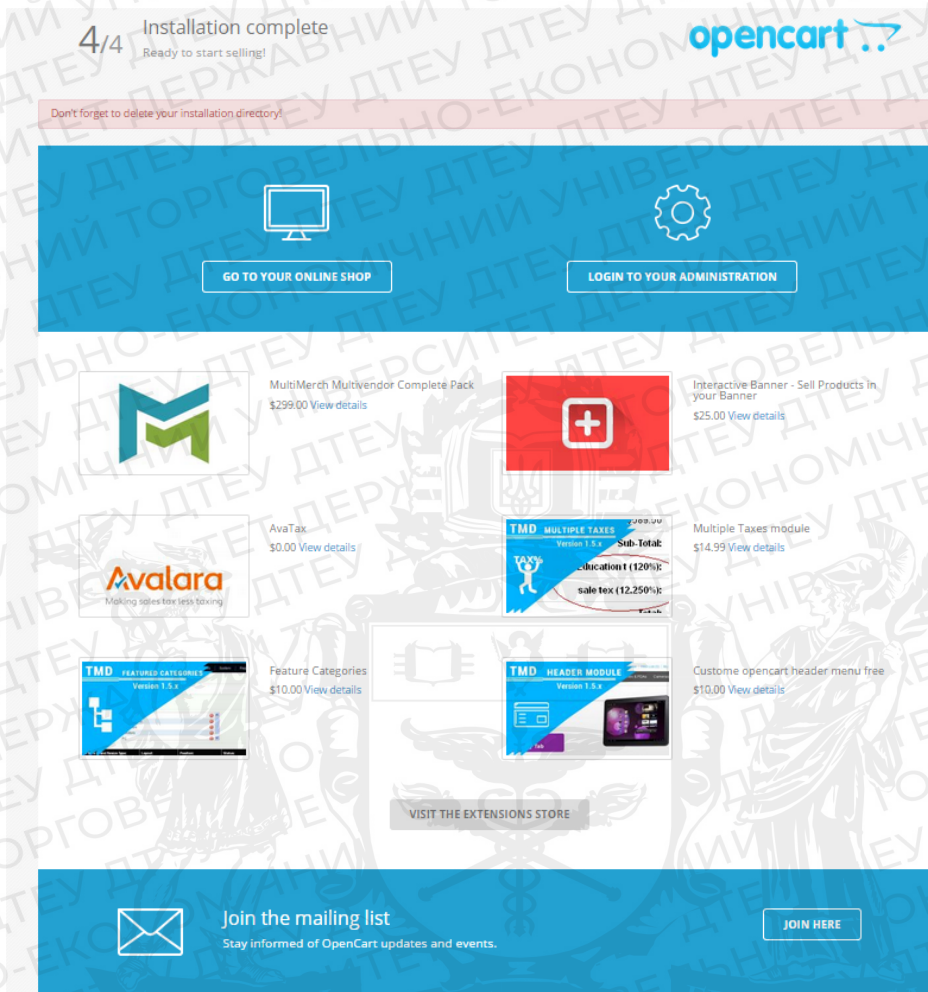 4/4
Installation complete
Ready to start selling!
opencart
Don't forget to delete your installation directory!
GO TO YOUR ONLINE SHOP
LOGIN TO YOUR ADMINISTRATION
MultiMerch Multivendor Complete Pack
$299.00 View details
Interactive Banner - Sell Products in
your Banner
$25.00 View details
Avalara
Making sales tax less taxing
AvaTax
$0.00 View details
TMD MULTIPLE TAXES
Version 1.5.x
TAX%
Sub-Total:
(120%):
sale tex (12.250%):
Multiple Taxes module
$14.99 View details
TMD FEATURED CATEGORIES
Version 1.5.x
Feature Categories
$10.00 View details
TMD HEADER MODULE
Version 1.5.x
Tab
Custome opencart header menu free
$10.00 View details
VISIT THE EXTENSIONS STORE
Join the mailing list
Stay informed of OpenCart updates and events.
JOIN HERE
ДТЕУ ДТЕУ ДТЕУ